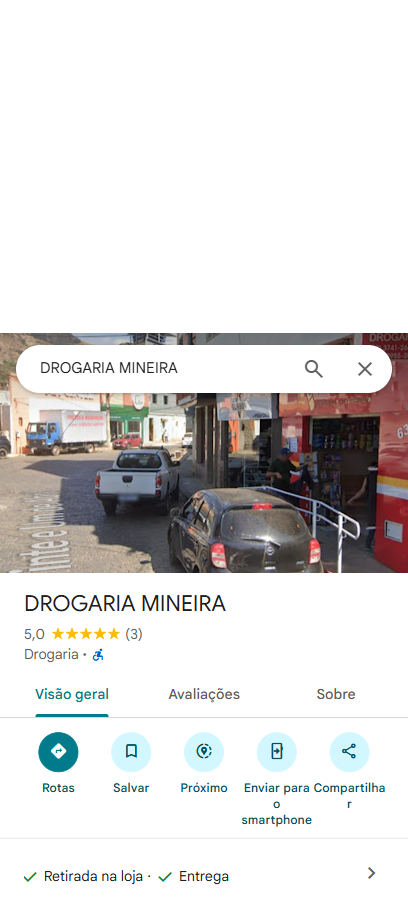 DROGARIA MINEIRA
DROGARIA MINEIRA
5,0 (3)
Drogaria ·
Visão geral
Avaliações
Sobre
Rotas
Salvar
Próximo
Enviar para
o
smartphone
Compartilha
r
Retirada na loja · Entrega